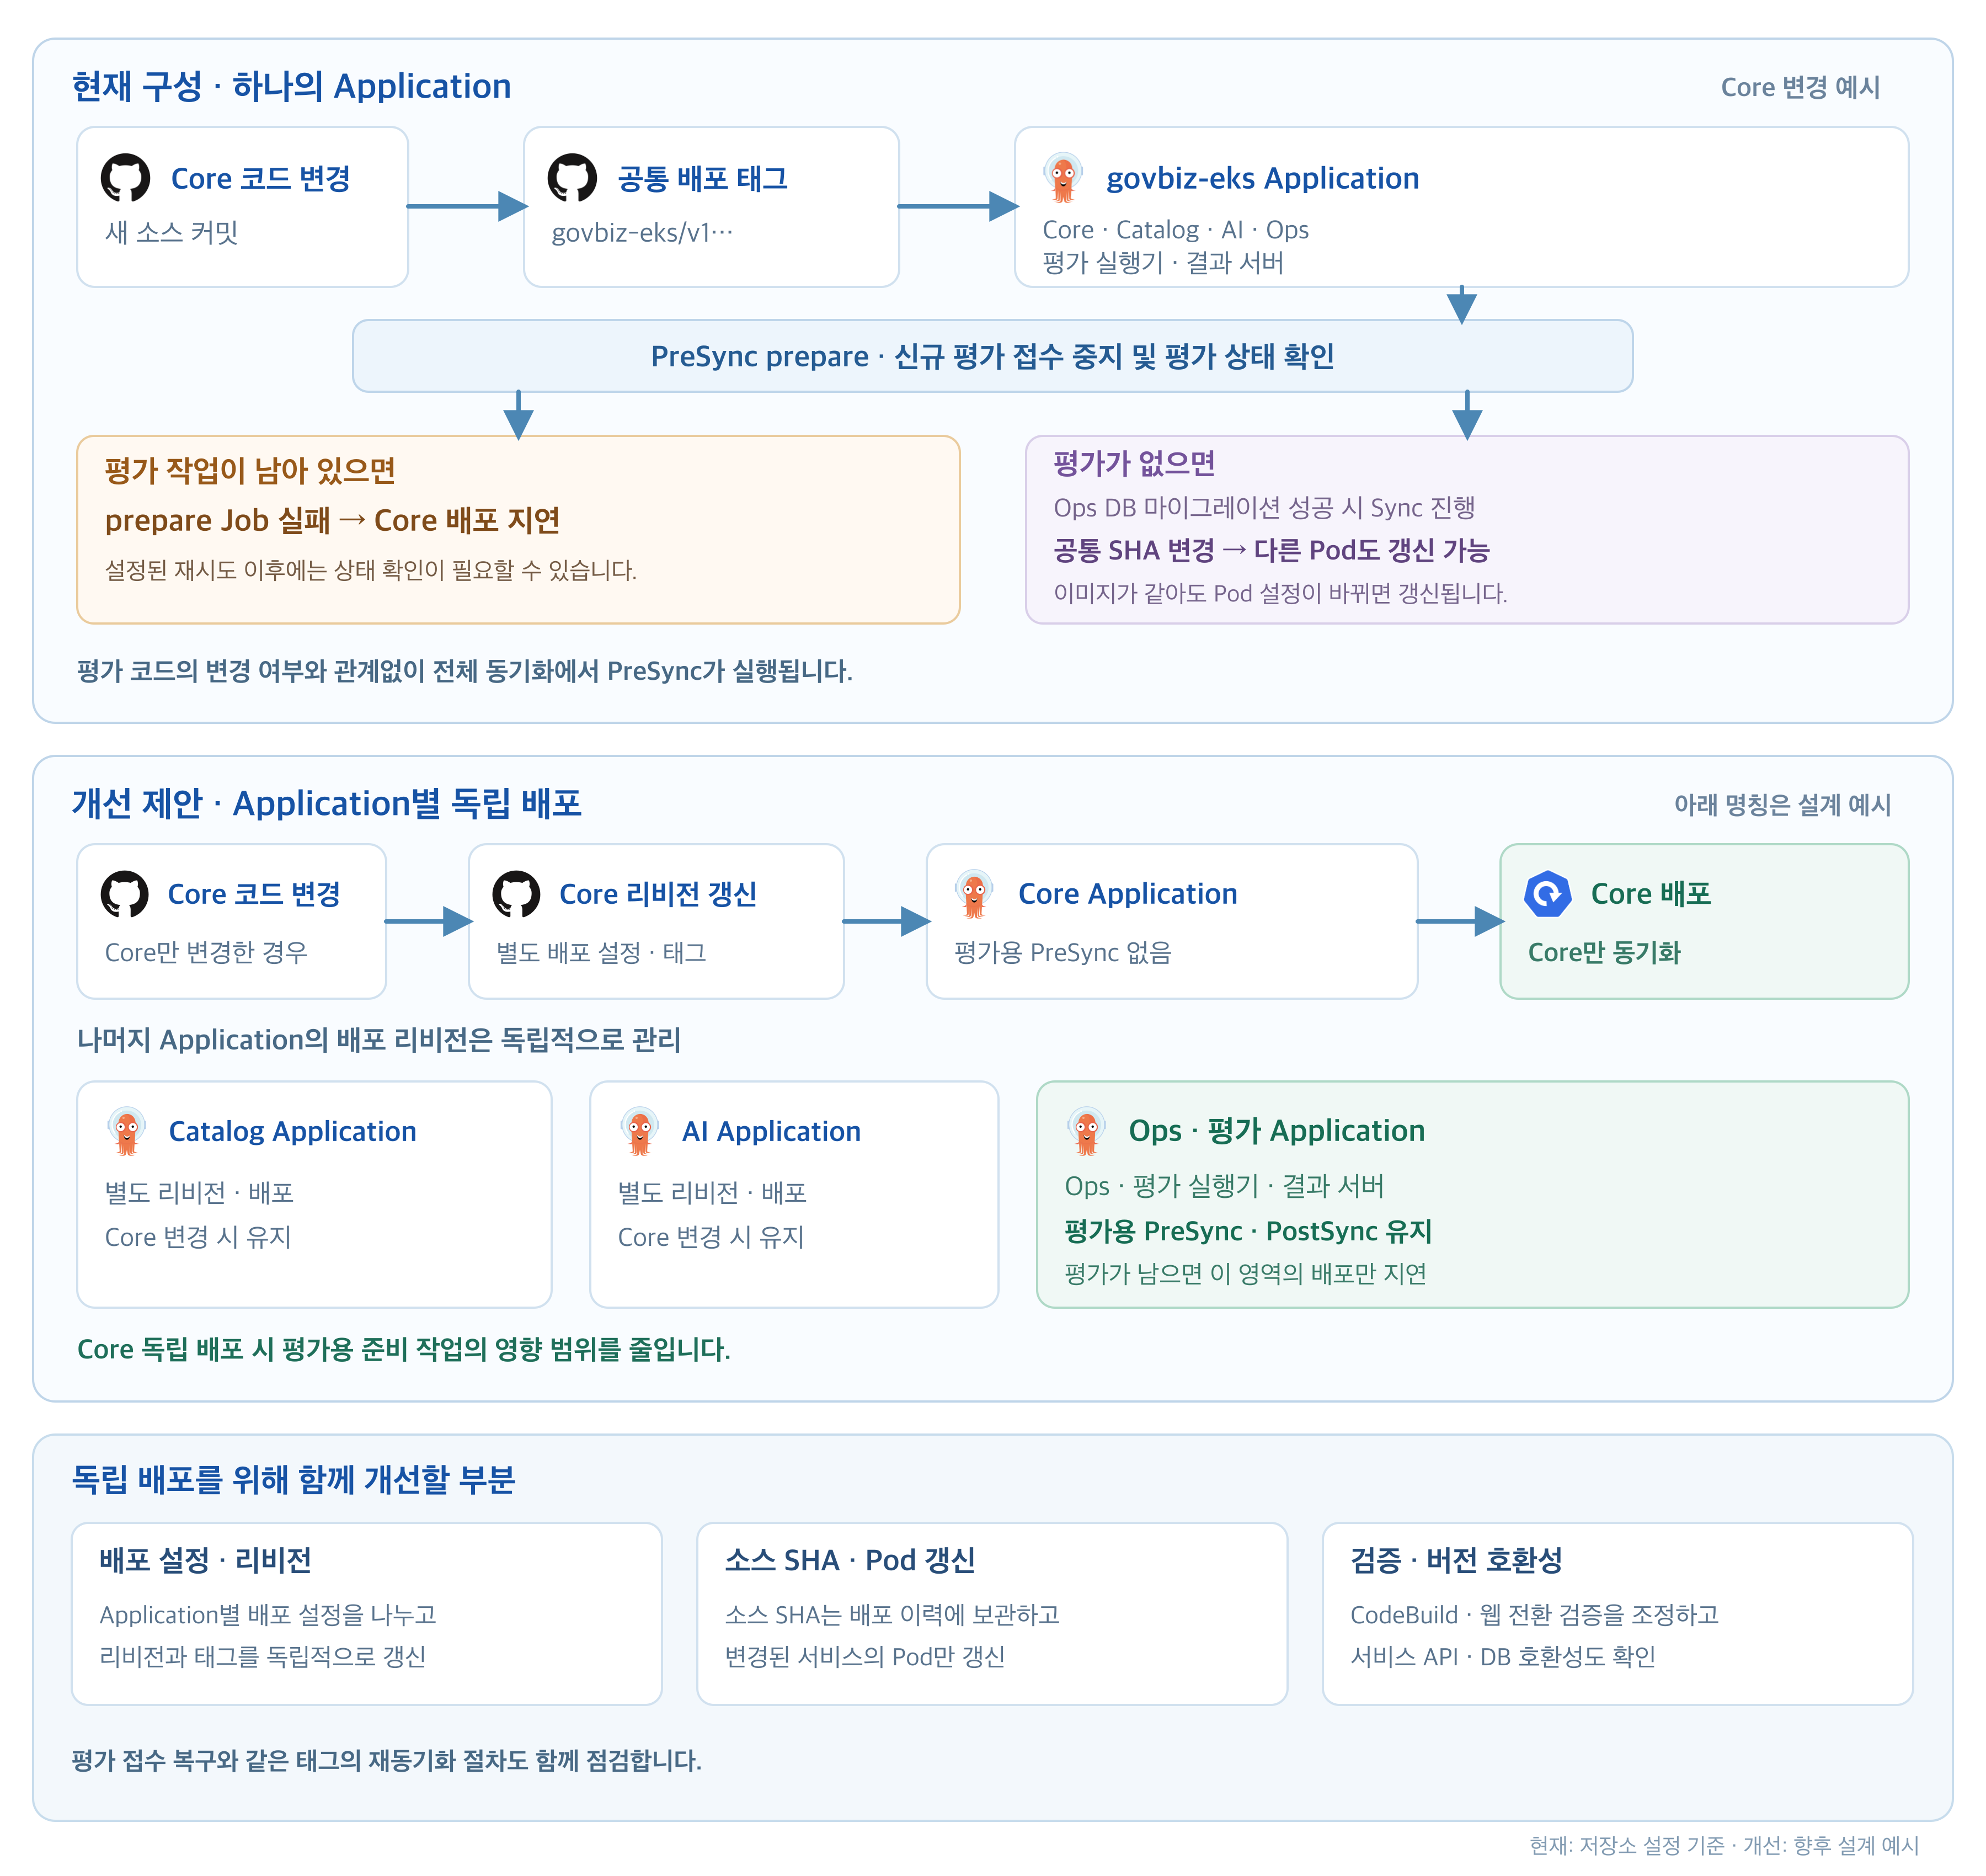 현재 구성 · 하나의 Application
Core 변경 예시
Core 코드 변경
새 소스 커밋
공통 배포 태그
govbiz-eks/v1…
govbiz-eks Application
Core · Catalog · AI · Ops
평가 실행기 · 결과 서버
PreSync prepare · 신규 평가 접수 중지 및 평가 상태 확인
평가 작업이 남아 있으면
prepare Job 실패 → Core 배포 지연
설정된 재시도 이후에는 상태 확인이 필요할 수 있습니다.
평가가 없으면
Ops DB 마이그레이션 성공 시 Sync 진행
공통 SHA 변경 → 다른 Pod도 갱신 가능
이미지가 같아도 Pod 설정이 바뀌면 갱신됩니다.
평가 코드의 변경 여부와 관계없이 전체 동기화에서 PreSync가 실행됩니다.
개선 제안 · Application별 독립 배포
아래 명칭은 설계 예시
Core 코드 변경
Core만 변경한 경우
Core 리비전 갱신
별도 배포 설정 · 태그
Core Application
평가용 PreSync 없음
Core 배포
Core만 동기화
나머지 Application의 배포 리비전은 독립적으로 관리
Catalog Application
별도 리비전 · 배포
Core 변경 시 유지
AI Application
별도 리비전 · 배포
Core 변경 시 유지
Ops · 평가 Application
Ops · 평가 실행기 · 결과 서버
평가용 PreSync · PostSync 유지
평가가 남으면 이 영역의 배포만 지연
Core 독립 배포 시 평가용 준비 작업의 영향 범위를 줄입니다.
독립 배포를 위해 함께 개선할 부분
배포 설정 · 리비전
Application별 배포 설정을 나누고
리비전과 태그를 독립적으로 갱신
소스 SHA · Pod 갱신
소스 SHA는 배포 이력에 보관하고
변경된 서비스의 Pod만 갱신
검증 · 버전 호환성
CodeBuild · 웹 전환 검증을 조정하고
서비스 API · DB 호환성도 확인
평가 접수 복구와 같은 태그의 재동기화 절차도 함께 점검합니다.
현재: 저장소 설정 기준 · 개선: 향후 설계 예시